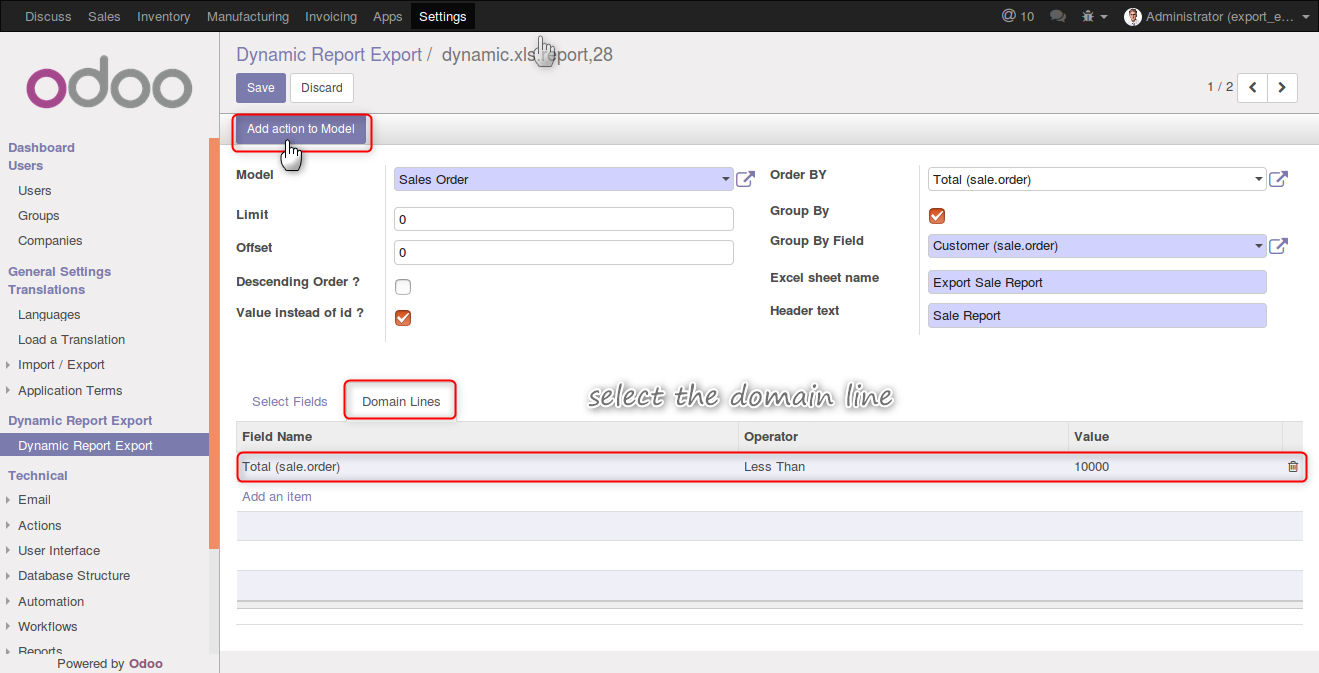 Discuss Sales Inventory Manufacturing Invoicing Apps Settings @ 10 Administrator (export_e...
odoo
Dashboard
Users
Users
Groups
Companies
General Settings
Translations
Languages
Load a Translation
Import / Export
Application Terms
Dynamic Report Export
Dynamic Report Export
Technical
Email
Actions
User Interface
Database Structure
Automation
Workflows
Reports
Powered by Odoo
Dynamic Report Export / dynamic.xls.report,28
Save Discard
1 / 2
Add action to Model
Model Sales Order
Limit 0
Offset 0
Descending Order ?
Value instead of id ?
Order BY Total (sale.order)
Group By
Group By Field Customer (sale.order)
Excel sheet name Export Sale Report
Header text Sale Report
select the domain line
Select Fields Domain Lines
Field Name Operator Value
Total (sale.order) Less Than 10000
Add an item